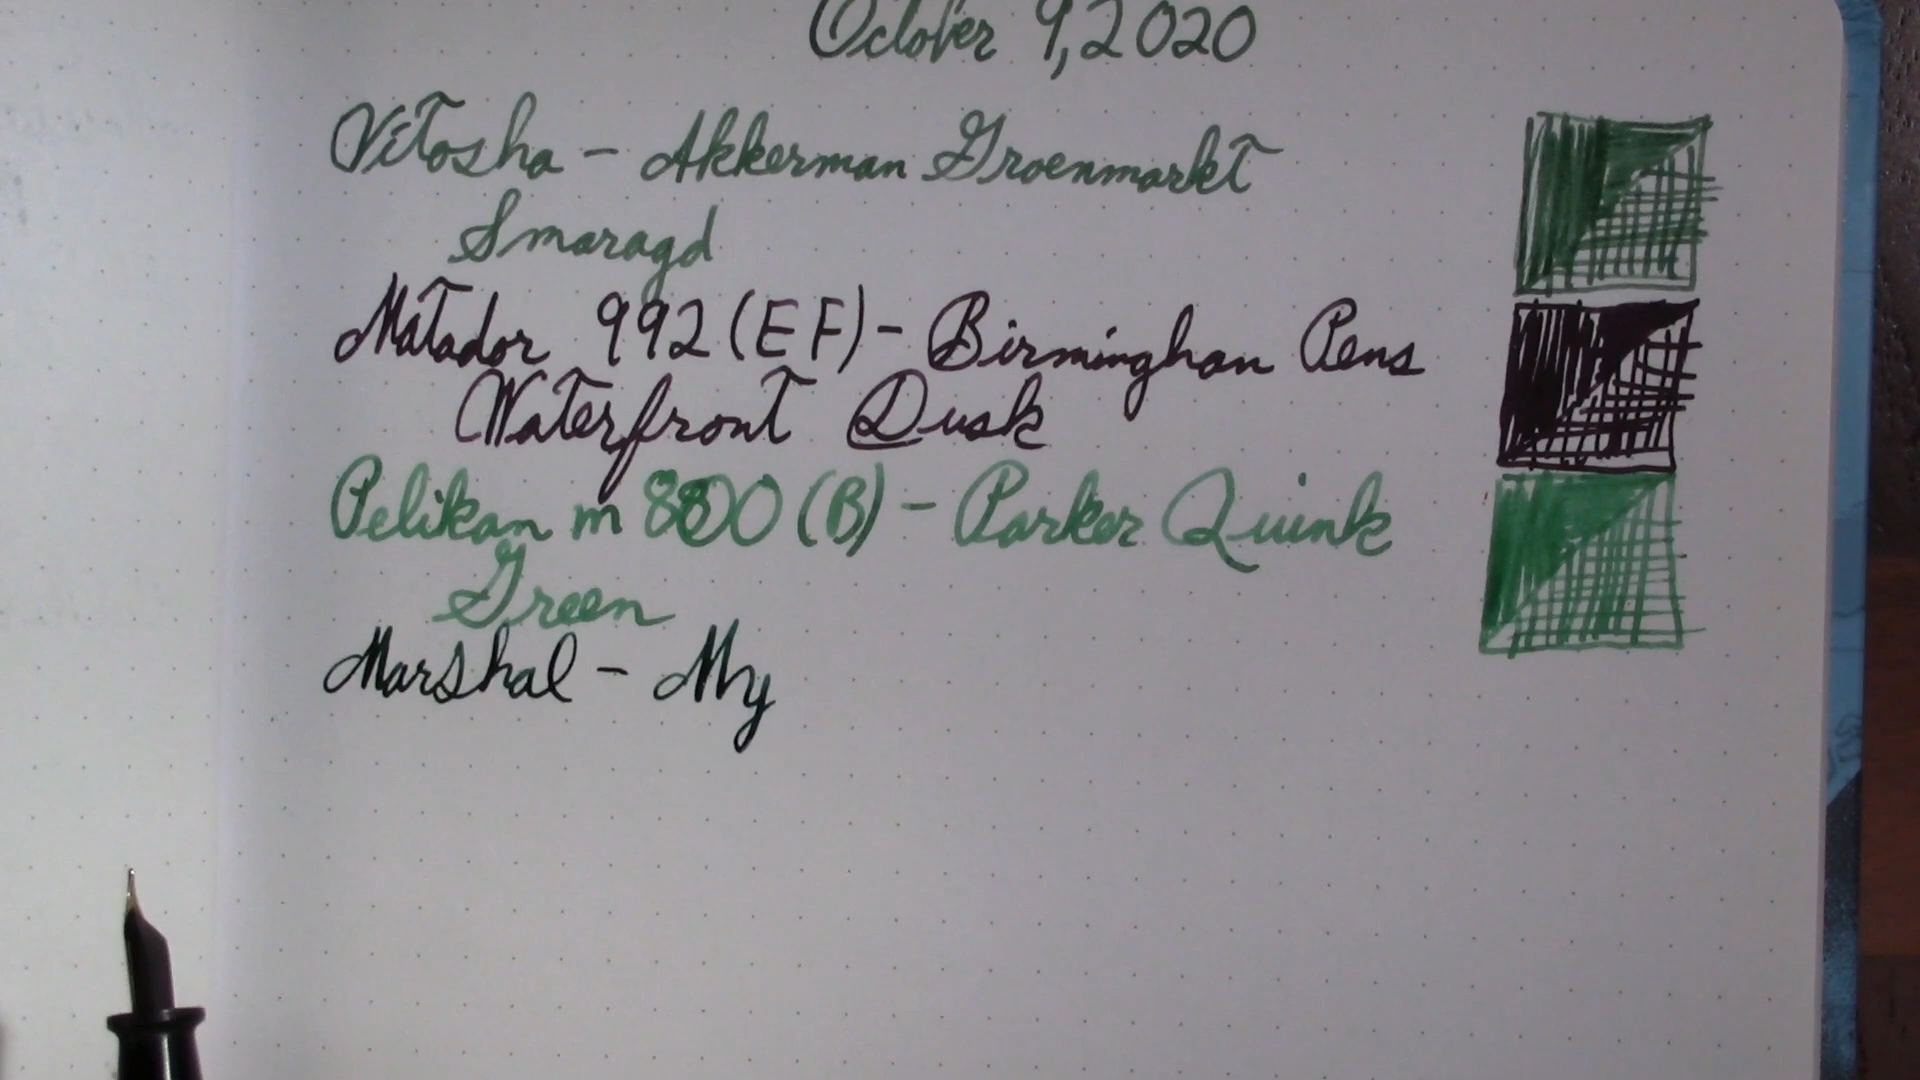 October 9, 2020
Vitosha - Akkerman Groenmarkt
Smaragd
Matador 992 (EF) - Birmingham Pens
Waterfront Dusk
Pelikan m 800 (B) - Parker Quink
Green
Marshal - My